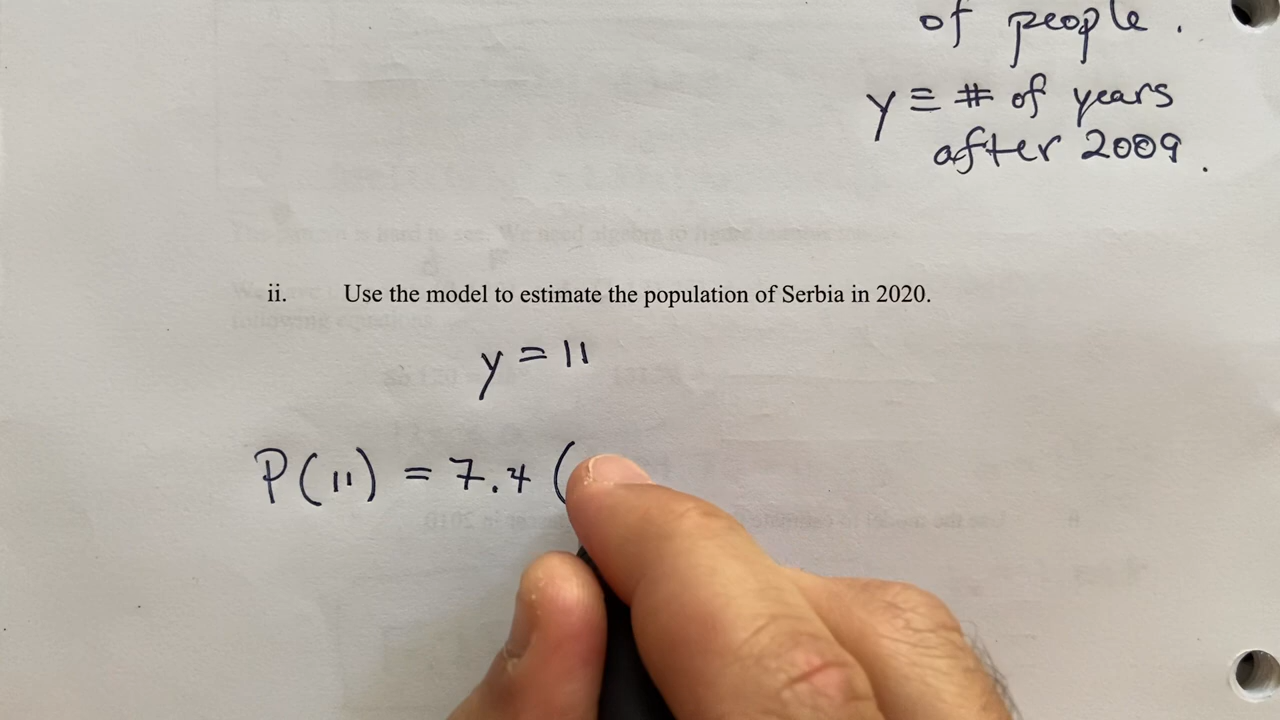 of people.
y ≡ # of years
after 2009.
ii. Use the model to estimate the population of Serbia in 2020.
y = 11
P(11) = 7.4 (